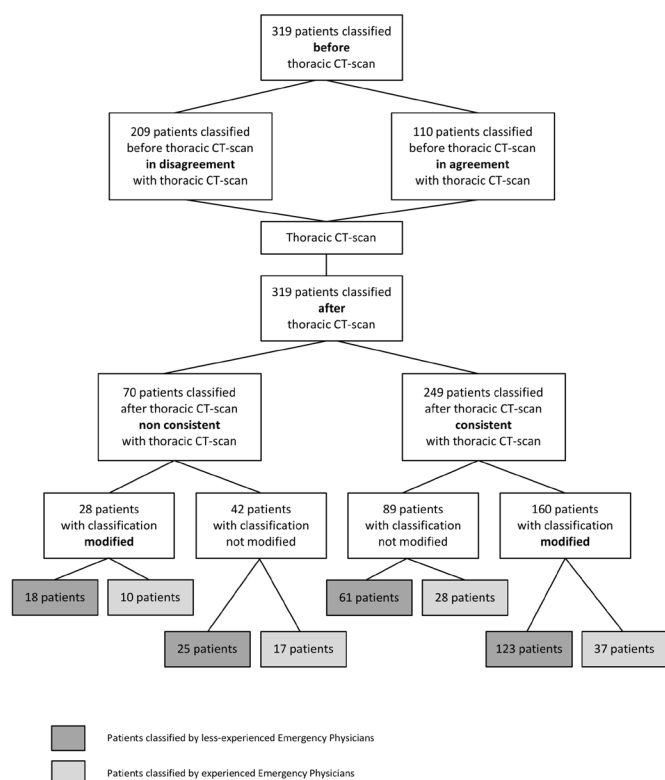 319 patients classified
before
thoracic CT-scan
209 patients classified
before thoracic CT-scan
in disagreement
with thoracic CT-scan
110 patients classified
before thoracic CT-scan
in agreement
with thoracic CT-scan
Thoracic CT-scan
319 patients classified
after
thoracic CT-scan
70 patients classified
after thoracic CT-scan
non consistent
with thoracic CT-scan
249 patients classified
after thoracic CT-scan
consistent
with thoracic CT-scan
28 patients
with classification
modified
42 patients
with classification
not modified
89 patients
with classification
not modified
160 patients
with classification
modified
18 patients
10 patients
61 patients
28 patients
25 patients
17 patients
123 patients
37 patients
Patients classified by less-experienced Emergency Physicians
Patients classified by experienced Emergency Physicians